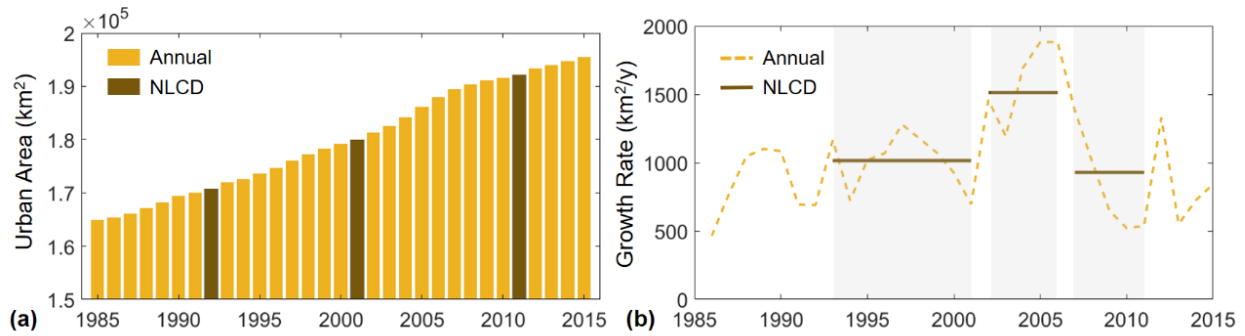 × 10⁵
2
1.9
1.8
1.7
1.6
1.5
Urban Area (km²)
Annual
NLCD
1985 1990 1995 2000 2005 2010 2015
(a)
2000
1500
1000
500
0
Growth Rate (km²/y)
Annual
NLCD
1985 1990 1995 2000 2005 2010 2015
(b)